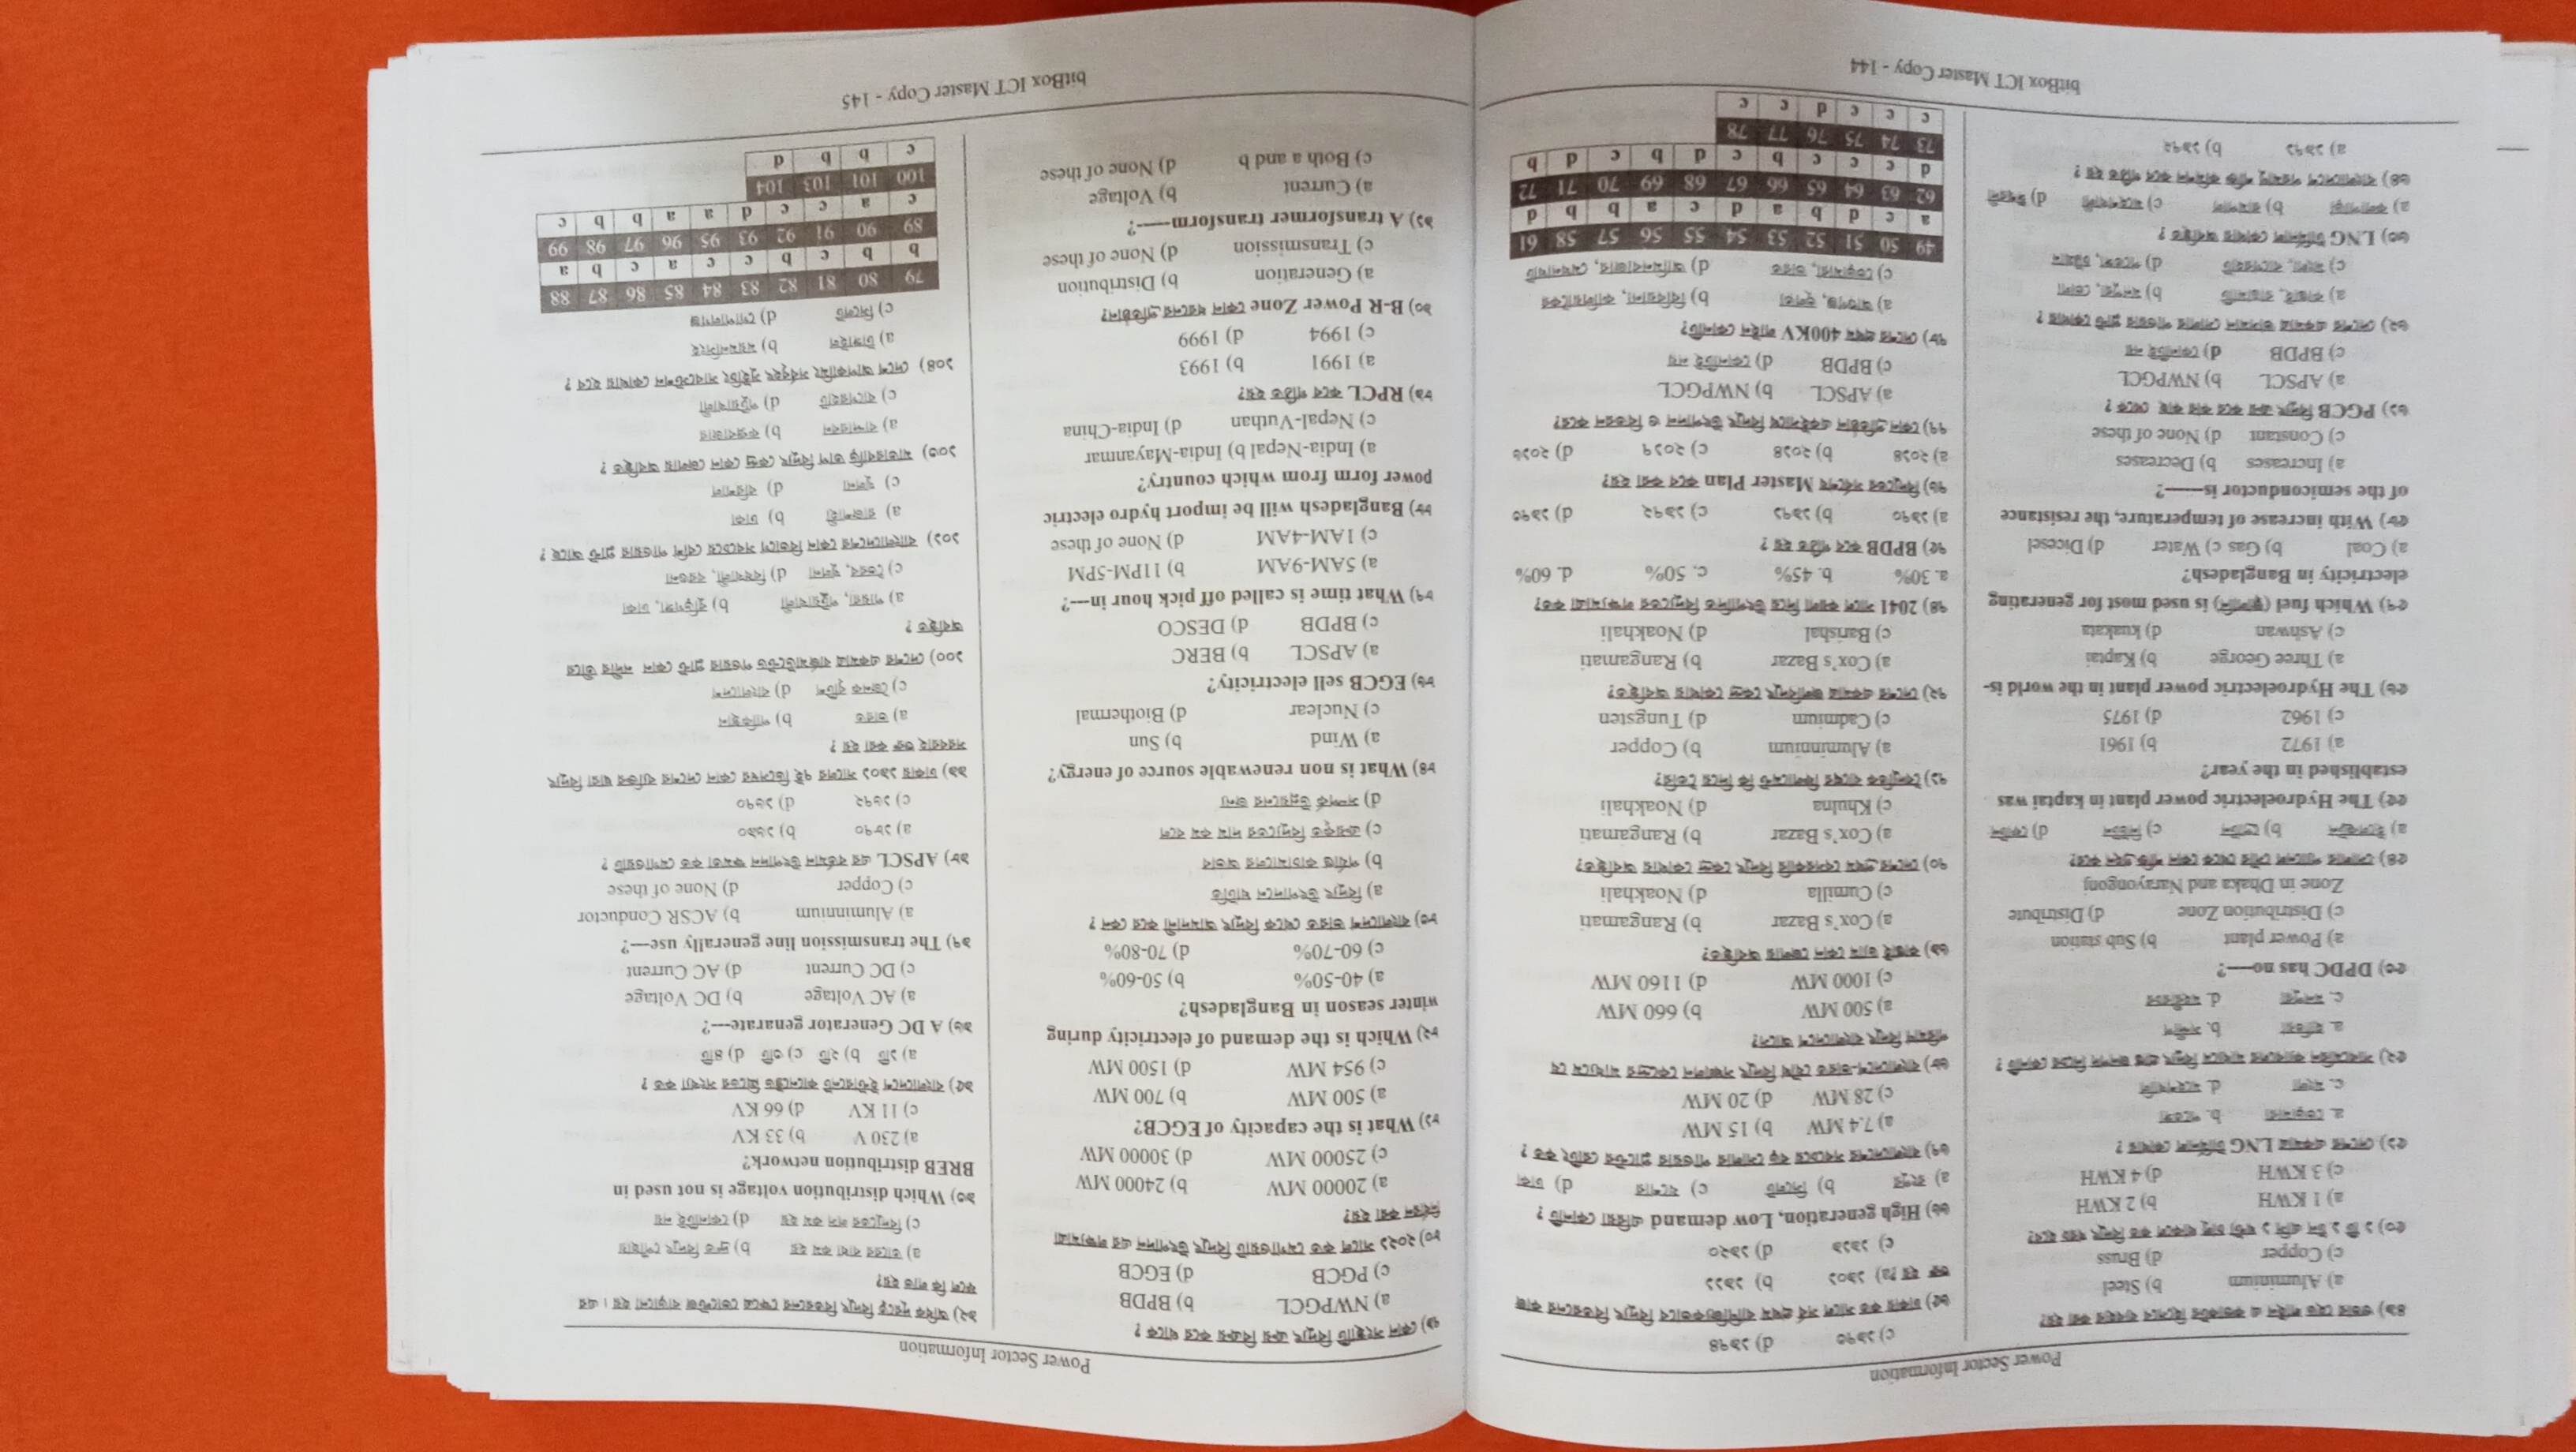 Power Sector Information
৪৯) ওভার হেড লাইন এ কন্ডাকটর হিসেবে ব্যবহার করা হয়?
a) Aluminium b) Steel
c) Copper d) Bruss
৫০) ১ টি ১ টন এসি ১ ঘন্টা চালু থাকলে কত বিদ্যুৎ খরচ হবে?
a) 1 KWH b) 2 KWH
c) 3 KWH d) 4 KWH
৫১) দেশের একমাত্র LNG টার্মিনাল কোথায় ?
a. ভেড়ামারা b. পতেঙ্গা
c. মংলা d. মহেশখালি
৫২) সাবমেরিন ক্যাবলের মাধ্যমে বিদ্যুৎ প্রাপ্ত জনপদ নিচের কোনটি ?
a. হাতিয়া b. সন্দ্বীপ
c. মনপুরা d.
৫৩) DPDC has no----?
a) Power plant b) Sub station
c) Distribution Zone d) Distribute
Zone in Dhaka and Narayongonj
৫৪) সোলার প্যানেল সৌর থেকে কোন শক্তি গ্রহন করে?
a) ইলেকট্রন b) প্রোটন c) নিউটন d) ফোটন
৫৫) The Hydroelectric power plant in kaptai was
established in the year?
a) 1972 b) 1961
c) 1962 d) 1975
৫৬) The Hydroelectric power plant in the world is-
a) Three George b) Kaptai
c) Ashwan d) kuakata
৫৭) Which fuel (জ্বালানি) is used most for generating
electricity in Bangladesh?
a) Coal b) Gas c) Water d) Dicesel
৫৮) With increase of temperature, the resistance
of the semiconductor is------?
a) Increases b) Decreases
c) Constant d) None of these
৬১) PGCB বিদ্যুৎ ক্রয় করে কার কাছ থেকে ?
a) APSCL b) NWPGCL
c) BPDB d) কোনটিই নয়
৬২) দেশের একমাত্র ভাসমান সোলার পাওয়ার প্লান্ট কোথায় ?
a) কাপ্তাই, রাঙামাটি b) মনপুরা, ভোলা
c) মংলা, বাগেরহাট d) পতেঙ্গা, চট্টগ্রাম
৬৩) LNG টার্মিনাল কোথায় অবস্থিত ?
a) কলাপাড়া b) রামপাল c) মহেশখালী d) ঈশ্বরদী
৬৪) বাংলাদেশে পরমাণু শক্তি কমিশন কবে গঠিত হয় ?
a) ১৯৭১ b) ১৯৭২
c) ১৯৭৩ d) ১৯৭৪
৬৫) ঢাকায় কত সালে সর্ব প্রথম বাণিজ্যিকভাবে বিদ্যুৎ বিতরনের কাজ
শুরু হয় ?a) ১৯০১ b) ১৯১১
c) ১৯১৯ d) ১৯২০
৬৬) High generation, Low demand এরিয়া কোনটি ?
a) রংপুর b) সিলেট c) যশোর d) ঢাকা
৬৭) বাংলাদেশের সবচেয়ে বড় সোলার পাওয়ার প্লান্টের রেটিং কত ?
a) 7.4 MW b) 15 MW
c) 28 MW d) 20 MW
৬৮) বাংলাদেশ-ভারত যৌথ বিদ্যুৎ সঞ্চালন কেন্দ্রের মাধ্যমে যে
পরিমাণ বিদ্যুৎ বাংলাদেশে আসে?
a) 500 MW b) 660 MW
c) 1000 MW d) 1160 MW
৬৯) কাপ্তাই ড্যাম কোন জেলায় অবস্থিত?
a) Cox's Bazar b) Rangamati
c) Cumilla d) Noakhali
৭০) দেশের প্রথম বেসরকারি বিদ্যুৎ কেন্দ্র কোথায় অবস্থিত?
a) Cox's Bazar b) Rangamati
c) Khulna d) Noakhali
৭১) বৈদ্যুতিক বাল্বের ফিলামেন্ট কি দিয়ে তৈরি?
a) Aluminnium b) Copper
c) Cadmium d) Tungsten
৭২) দেশের একমাত্র জলবিদ্যুৎ কেন্দ্র কোথায় অবস্থিত?
a) Cox's Bazar b) Rangamati
c) Barishal d) Noakhali
৭৪) 2041 সালে কয়লা দিয়ে উৎপাদিত বিদ্যুতের লক্ষ্যমাত্রা কত?
a. 30% b. 45% c. 50% d. 60%
৭৫) BPDB কবে গঠিত হয় ?
a) ১৯৭০ b) ১৯৭১ c) ১৯৭২ d) ১৯৭৩
৭৬) বিদ্যুতের সর্বশেষ Master Plan কবে করা হয়?
a) ২০১৪ b) ২০১৪ c) ২০১৭ d) ২০১৬
৭৭) কোন প্রতিষ্ঠান একইসাথে বিদ্যুৎ উৎপাদন ও বিতরন করে?
a) APSCL b) NWPGCL
c) BPDB d) কোনটিই নয়
৭৮) দেশের প্রথম 400KV লাইন কোনটি?
a) আশুগঞ্জ, ভুলতা b) বিবিয়ানা, কালিয়াকৈর
c) ভেড়ামারা, ভারত d) আমিনবাজার, মেঘনাঘাট
49 50 51 52 53 54 55 56 57 58 61
a c d b a d c a b b d
62 63 64 65 66 67 68 69 70 71 72
d c c c b c d b c d b
73 74 75 76 77 78
c c c d c c
bitBox ICT Master Copy - 144
Power Sector Information
৭৯) কোন সংস্থাটি বিদ্যুৎ ক্রয় বিক্রয় করে থাকে ?
a) NWPGCL b) BPDB
c) PGCB d) EGCB
৮০) ২০২১ সালে কত মেগাওয়াট বিদ্যুৎ উৎপাদন এর লক্ষ্যমাত্রা
নির্ধারন করা হয়?
a) 20000 MW b) 24000 MW
c) 25000 MW d) 30000 MW
৮১) What is the capacity of EGCB?
a) 500 MW b) 700 MW
c) 954 MW d) 1500 MW
৮২) Which is the demand of electricity during
winter season in Bangladesh?
a) 40-50% b) 50-60%
c) 60-70% d) 70-80%
৮৩) বাংলাদেশ ভারত থেকে বিদ্যুৎ আমদানী করে কেন ?
a) বিদ্যুৎ উৎপাদনে ঘাটতি
b) পর্যাপ্ত কাচামালের অভাব
c) ক্রয়কৃত বিদ্যুতের দাম কম বলে
d) সম্পর্ক উন্নয়নের জন্য
৮৪) What is non renewable source of energy?
a) Wind b) Sun
c) Nuclear d) Biothermal
৮৬) EGCB sell electricity?
a) APSCL b) BERC
c) BPDB d) DESCO
৮৭) What time is called off pick hour in---?
a) 5AM-9AM b) 11PM-5PM
c) 1AM-4AM d) None of these
৮৮) Bangladesh will be import hydro electric
power form from which country?
a) India-Nepal b) India-Mayanmar
c) Nepal-Vuthan d) India-China
৮৯) RPCL কবে গঠিত হয়?
a) 1991 b) 1993
c) 1994 d) 1999
৯০) B-R Power Zone কোন ধরনের প্রতিষ্ঠান?
a) Generation b) Distribution
c) Transmission d) None of these
৯১) A transformer transform-----?
a) Current b) Voltage
c) Both a and b d) None of these
৯২) অধিক দূরত্বে বিদ্যুৎ বিতরনের ক্ষেত্রে ভোল্টেজ বাড়ানো হয় । এর
ফলে কি লাভ হয়?
a) তারের বাধা কম হয় b) দ্রুত বিদ্যুৎ পৌঁছায়
c) বিদ্যুতের লস কম হয় d) কোনটিই নয়
৯৩) Which distribution voltage is not used in
BREB distribution network?
a) 230 V b) 33 KV
c) 11 KV d) 66 KV
৯৫) বাংলাদেশে ইন্টারনেট কানেক্টেড গ্রিডের সংখ্যা কত ?
a) ১টি b) ২টি c) ৩টি d) ৪টি
৯৬) A DC Generator genarate---?
a) AC Voltage b) DC Voltage
c) DC Current d) AC Current
৯৭) The transmission line generally use---?
a) Aluminnium b) ACSR Conductor
c) Copper d) None of these
৯৮) APSCL এর বর্তমান উৎপাদন ক্ষমতা কত মেগাওয়াট ?
a) ১৮৭০ b) ১৬৯০
c) ১৬৭২ d) ১৬৭০
৯৯) ঢাকায় ১৯০১ সালের ৭ই ডিসেম্বর কোন দেশের ব্যক্তির দ্বারা বিদ্যুৎ
সরবরাহ শুরু করা হয় ?
a) ভারত b) পাকিস্থান
c) জৈনক বৃটিশ d) বাংলাদেশ
১০০) দেশের একমাত্র বার্জমাউন্টেড পওয়ার প্লান্ট কোন নদীর তীরে
অবস্থিত ?
a) পায়রা, পটুয়াখালী b) বুড়িগঙ্গা, ঢাকা
c) ভৈরব, খুলনা d) বিষখালী, বরগুনা
১০১) বাংলাদেশের কোন বিভাগে সবচেয়ে বেশি পাওয়ার প্লান্ট আছে ?
a) রাজশাহী b) ঢাকা
c) খুলনা d) বরিশাল
১০৩) মাতারবাড়ি তাপ বিদ্যুৎ কেন্দ্র কোন জেলায় অবস্থিত ?
a) বান্দারবন b) কক্সবাজার
c) বাগেরহাট d) পটুয়াখালী
১০৪) দেশে আপকামিং সর্ববৃহৎ সুইচিং সাবস্টেশন কোথায় হবে ?
a) টাঙ্গাইল b) ময়মনসিংহ
c) সিলেট d) গোপালগঞ্জ
79 80 81 82 83 84 85 86 87 88
b b c b c c a c b a
89 90 91 92 93 95 96 97 98 99
c a c c d a a b b c
100 101 103 104
c b b d
bitBox ICT Master Copy - 145